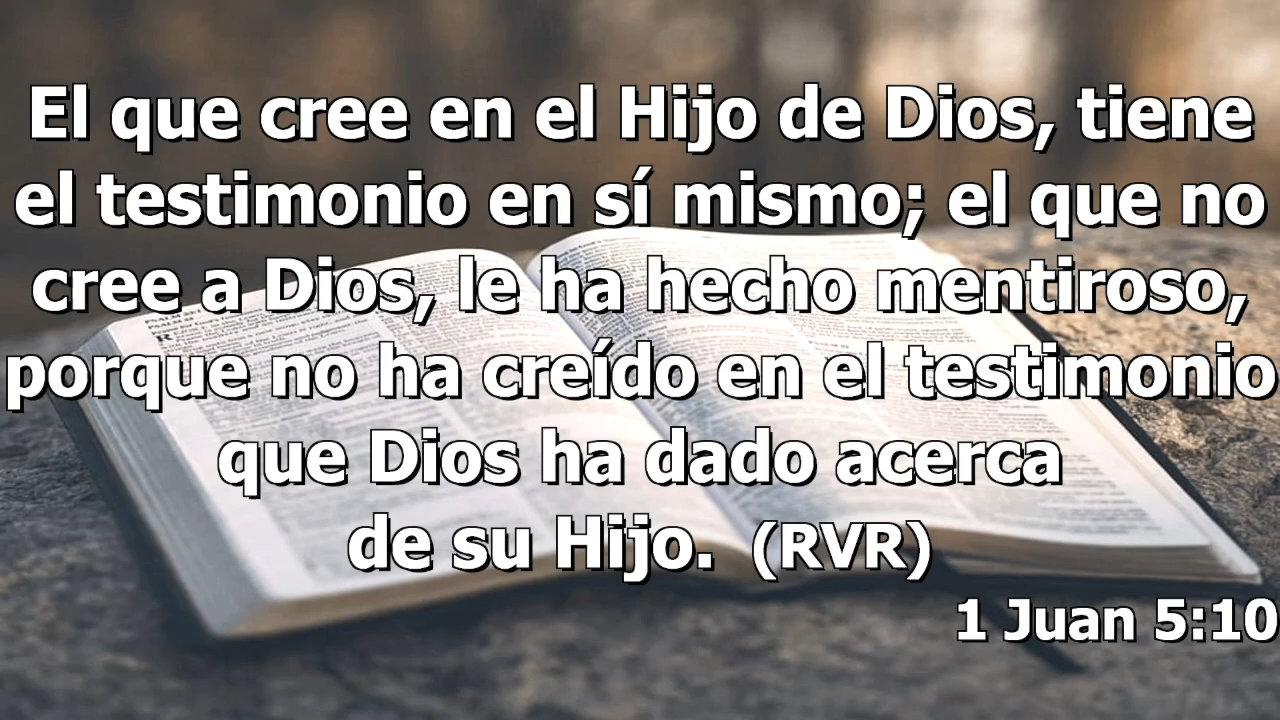 El que cree en el Hijo de Dios, tiene
el testimonio en sí mismo; el que no
cree a Dios, le ha hecho mentiroso,
porque no ha creído en el testimonio
que Dios ha dado acerca
de su Hijo. (RVR)
1 Juan 5:10